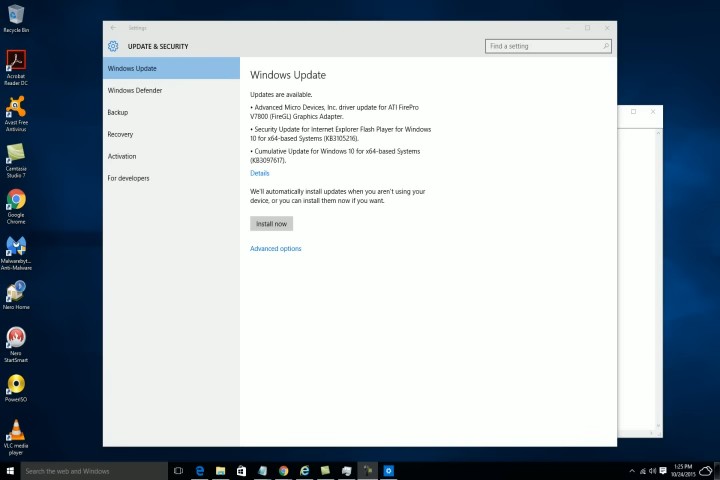 Recycle Bin
Acrobat
Reader DC
Avast Free
Antivirus
Camtasia
Studio 7
Google
Chrome
Malwarebyt...
Anti-Malware
Nero Home
Nero
StartSmart
PowerISO
VLC media
player
Settings
UPDATE & SECURITY
Find a setting
Windows Update
Windows Defender
Backup
Recovery
Activation
For developers
Windows Update
Updates are available.
• Advanced Micro Devices, Inc. driver update for ATI FirePro
V7800 (FireGL) Graphics Adapter.
• Security Update for Internet Explorer Flash Player for Windows
10 for x64-based Systems (KB3105216).
• Cumulative Update for Windows 10 for x64-based Systems
(KB3097617).
Details
We'll automatically install updates when you aren't using your
device, or you can install them now if you want.
Install now
Advanced options
Search the web and Windows
1:25 PM
10/24/2015